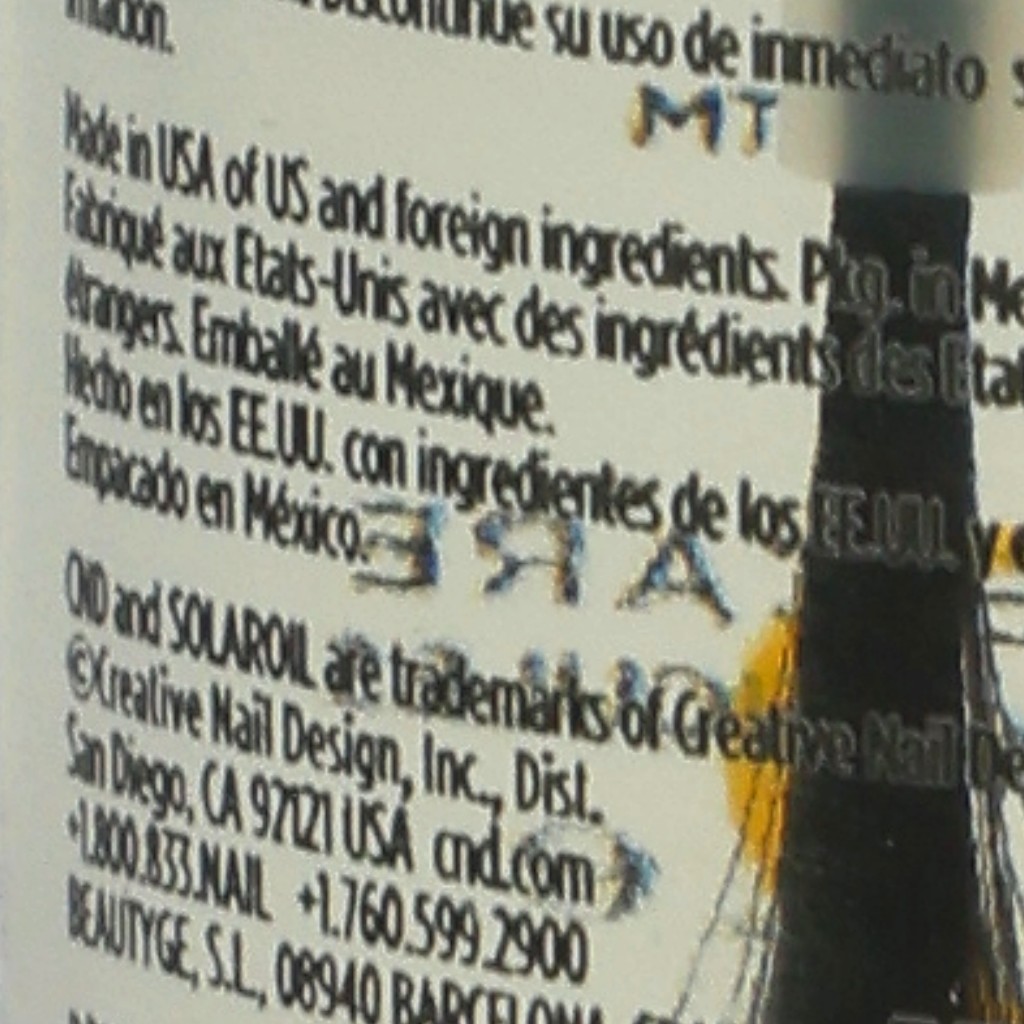 su uso de inmediato
Made in USA of US and foreign ingredients. Pkg. in
Fabriqué aux Etats-Unis avec des ingrédients des
étrangers. Emballé au Mexique.
Hecho en los EE.UU. con ingredientes de los EE.UU. y
Empacado en México.
CND and SOLAROIL are trademarks of Creative Nail
©Creative Nail Design, Inc., Dist.
San Diego, CA 92121 USA cnd.com
+1.800.833.NAIL +1.760.599.2900
BEAUTYGE, S.L., 08940 BARCELONA